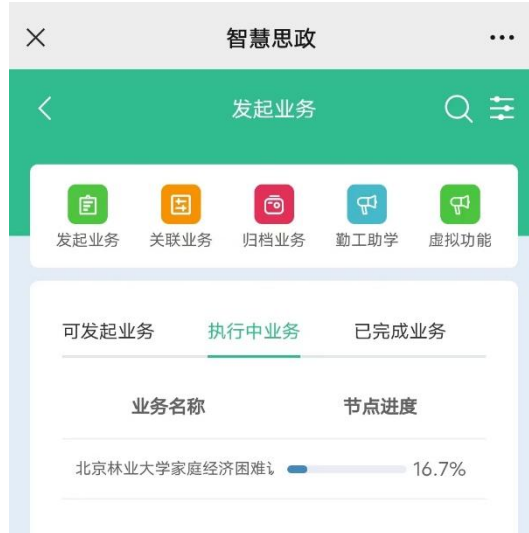 智慧思政
发起业务
发起业务 关联业务 归档业务 勤工助学 虚拟功能
可发起业务 执行中业务 已完成业务
业务名称 节点进度
北京林业大学家庭经济困难 16.7%